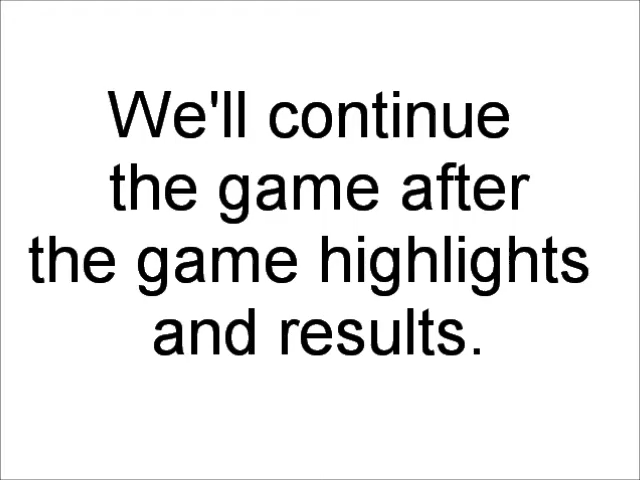 We'll continue
the game after
the game highlights
and results.